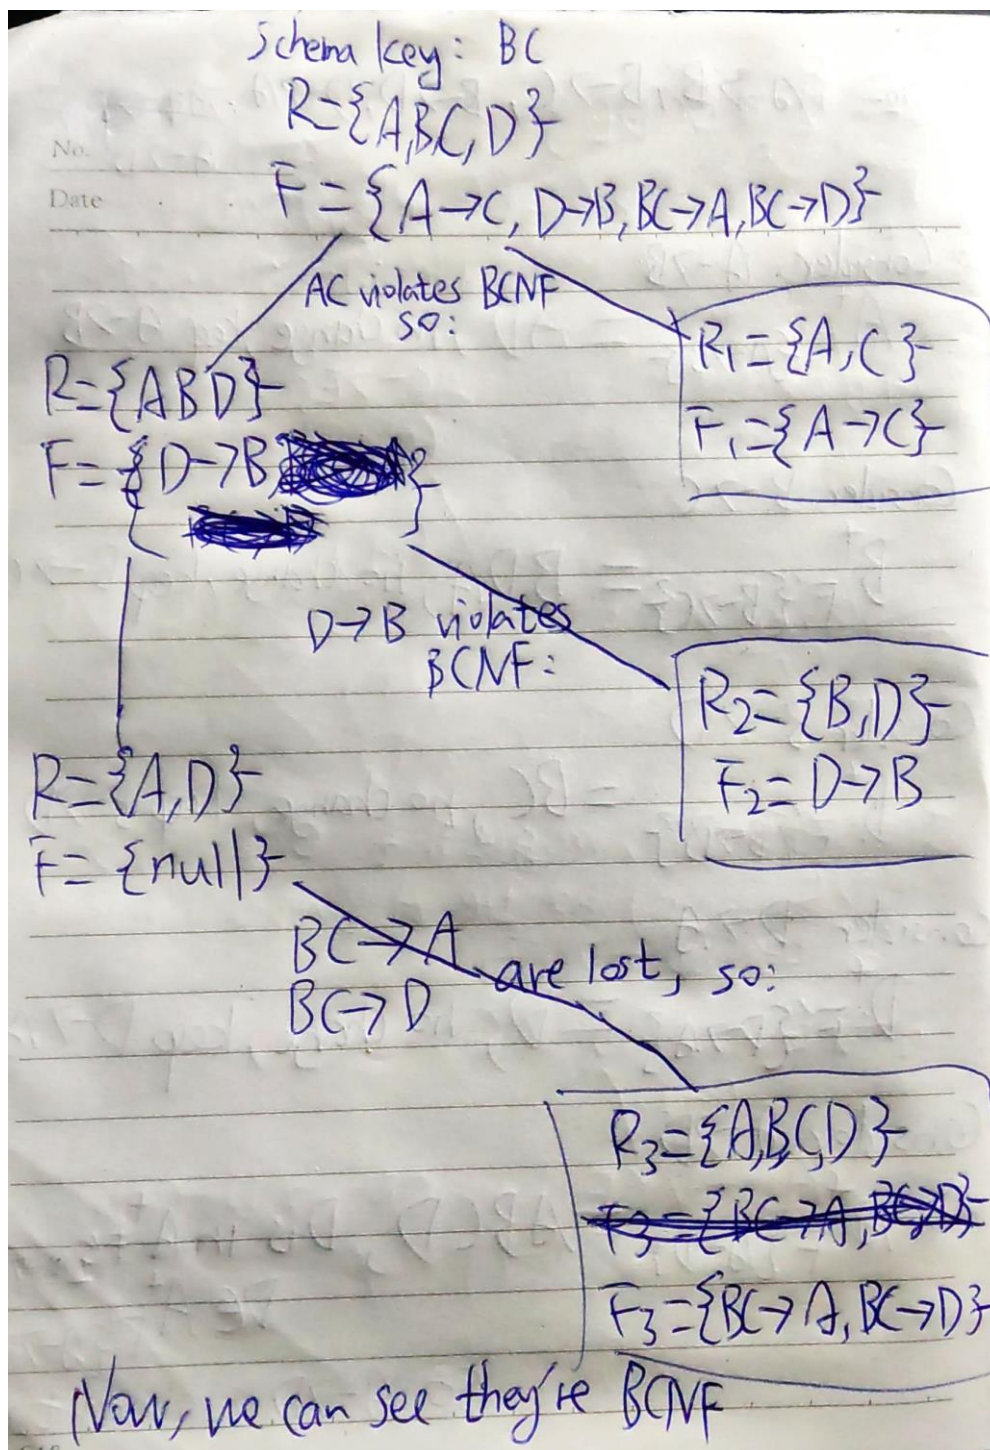 Schema key: BC
R={A,B,C,D}
No.
F={A→C, D→B, BC→A, BC→D}
Date
AC violates BCNF
so:
R1={A,C}
F1={A→C}
R={ABD}
F={D→B, }
D→B violates
BCNF:
R2={B,D}
F2=D→B
R={A,D}
F={null}
BC→A
BC→D
are lost, so:
R3={A,B,C,D}
F3={BC→A, BC→D}
F3={BC→A, BC→D}
Now, we can see they're BCNF